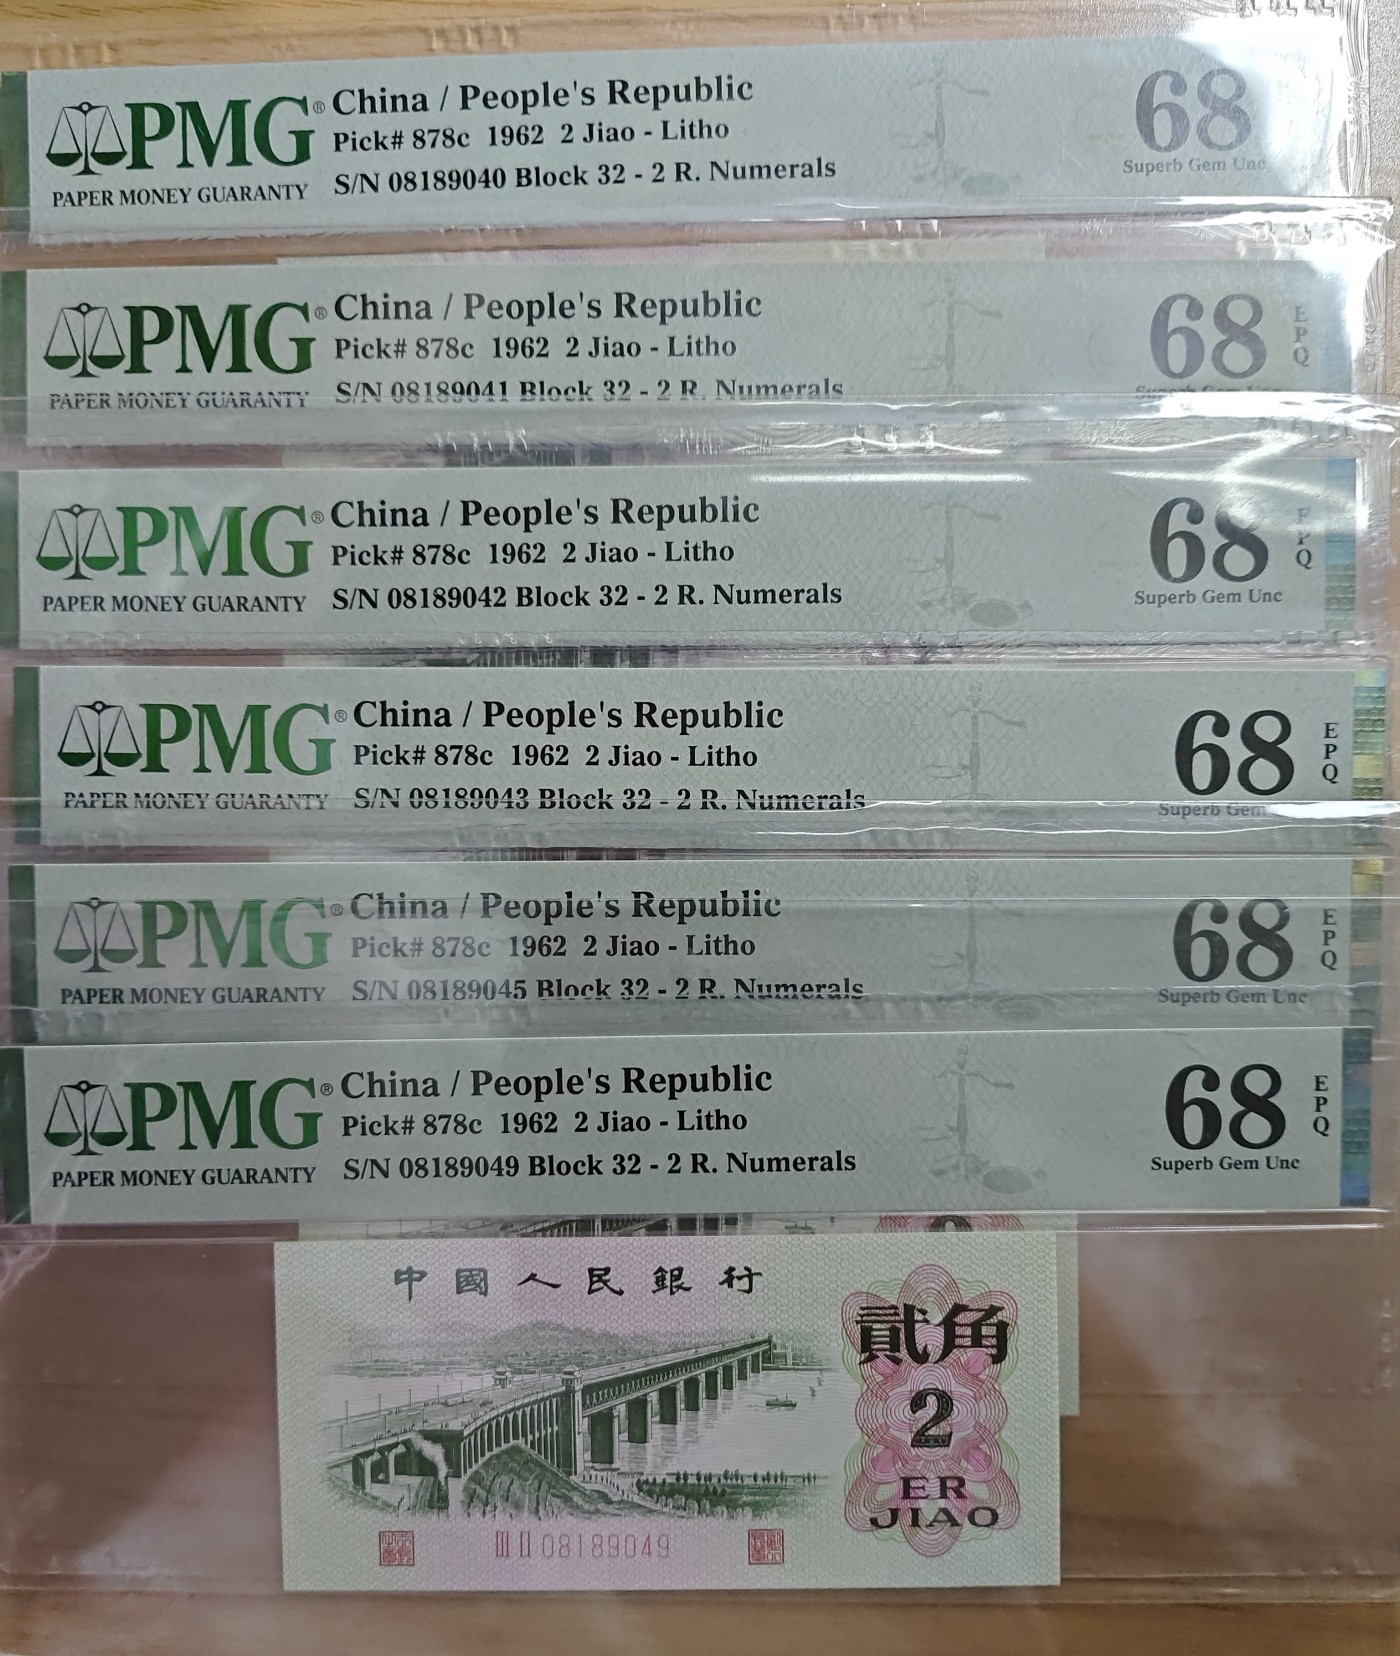 PMG® China / People's Republic
Pick# 878c 1962 2 Jiao - Litho
PAPER MONEY GUARANTY S/N 08189040 Block 32 - 2 R. Numerals
68
Superb Gem Unc
PMG® China / People's Republic
Pick# 878c 1962 2 Jiao - Litho
PAPER MONEY GUARANTY S/N 08189041 Block 32 - 2 R. Numerals
68 EPQ
PMG® China / People's Republic
Pick# 878c 1962 2 Jiao - Litho
PAPER MONEY GUARANTY S/N 08189042 Block 32 - 2 R. Numerals
68 EPQ
Superb Gem Unc
PMG® China / People's Republic
Pick# 878c 1962 2 Jiao - Litho
PAPER MONEY GUARANTY S/N 08189043 Block 32 - 2 R. Numerals
68 EPQ
Superb Gem
PMG® China / People's Republic
Pick# 878c 1962 2 Jiao - Litho
PAPER MONEY GUARANTY S/N 08189045 Block 32 - 2 R. Numerals
68 EPQ
Superb Gem Unc
PMG® China / People's Republic
Pick# 878c 1962 2 Jiao - Litho
PAPER MONEY GUARANTY S/N 08189049 Block 32 - 2 R. Numerals
68 EPQ
Superb Gem Unc
中國人民銀行
貳角
2
ER
JIAO
III II 08189049